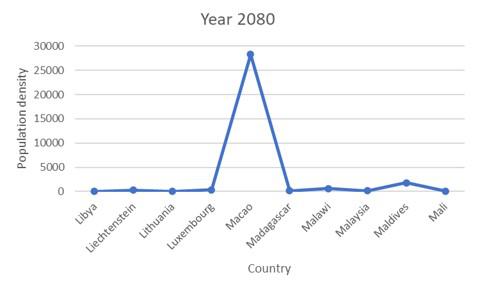 Year 2080
Population density
30000
25000
20000
15000
10000
5000
0
Libya
Liechtenstein
Lithuania
Luxembourg
Macao
Madagascar
Malawi
Malaysia
Maldives
Mali
Country